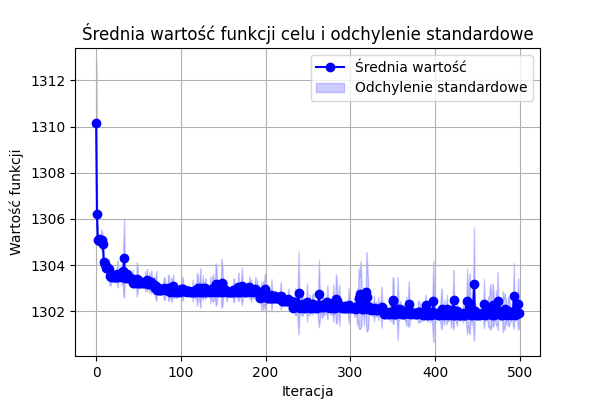 Średnia wartość funkcji celu i odchylenie standardowe
Średnia wartość
Odchylenie standardowe
Wartość funkcji
1312
1310
1308
1306
1304
1302
0 100 200 300 400 500
Iteracja